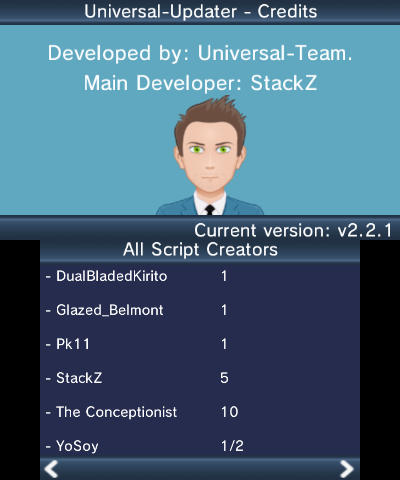 Universal-Updater - Credits
Developed by: Universal-Team.
Main Developer: StackZ
Current version: v2.2.1
All Script Creators
- DualBladedKirito 1
- Glazed_Belmont 1
- Pk11 1
- StackZ 5
- The Conceptionist 10
- YoSoy 1/2